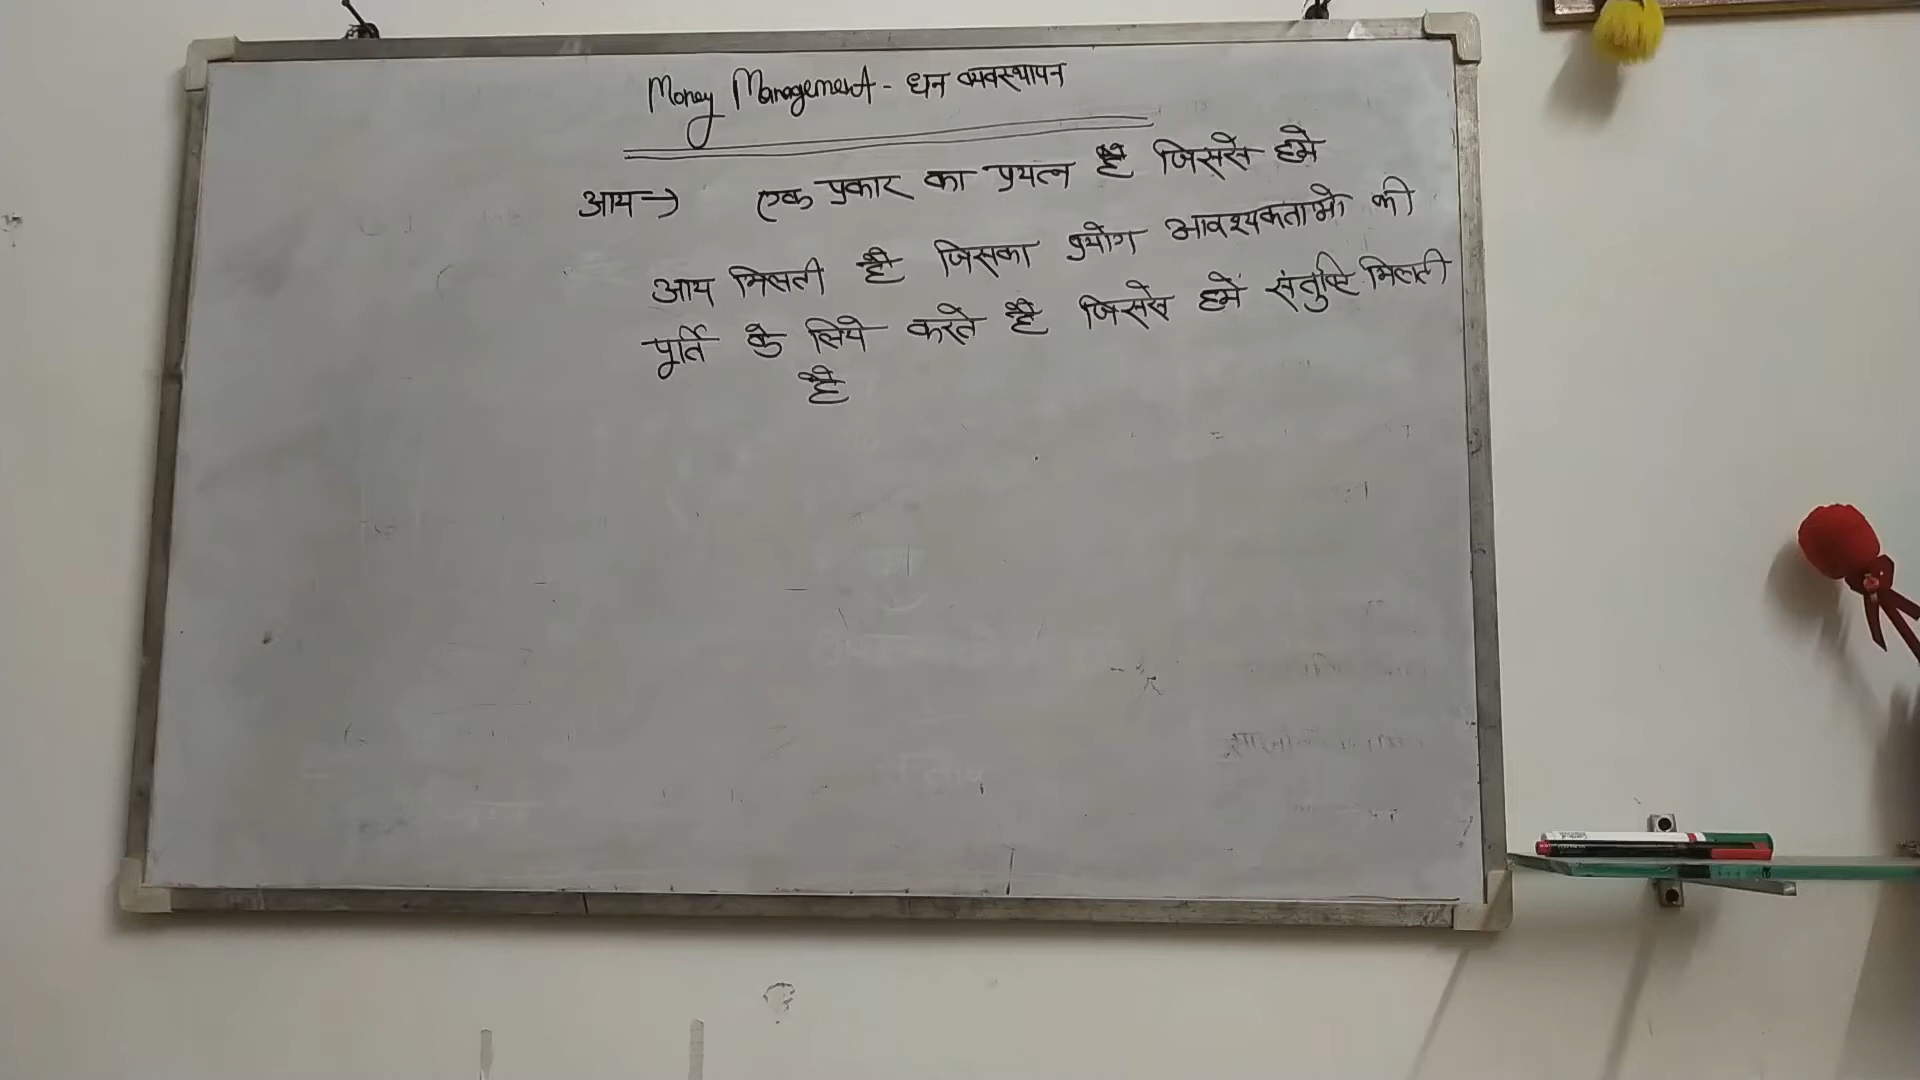 Money Management - धन व्यवस्थापन
आय → एक प्रकार का प्रयत्न है जिससे हमे
आय मिलती है जिसका प्रयोग आवश्यकताओ की
पूर्ति के लिये करते है जिससे हमें संतुष्टि मिलती
है